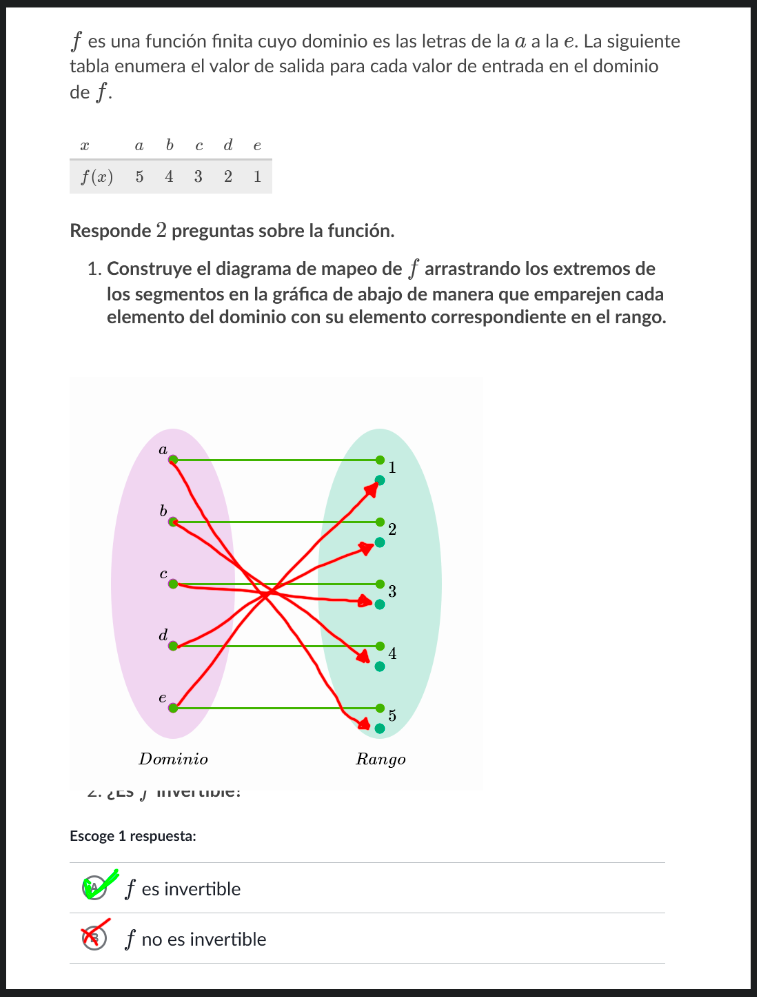 f es una función finita cuyo dominio es las letras de la a a la e. La siguiente
tabla enumera el valor de salida para cada valor de entrada en el dominio
de f.
x a b c d e
f(x) 5 4 3 2 1
Responde 2 preguntas sobre la función.
1. Construye el diagrama de mapeo de f arrastrando los extremos de
los segmentos en la gráfica de abajo de manera que emparejen cada
elemento del dominio con su elemento correspondiente en el rango.
a
1
b
2
c
3
d
4
e
5
Dominio Rango
2. ¿Es f invertible?
Escoge 1 respuesta:
A f es invertible
B f no es invertible